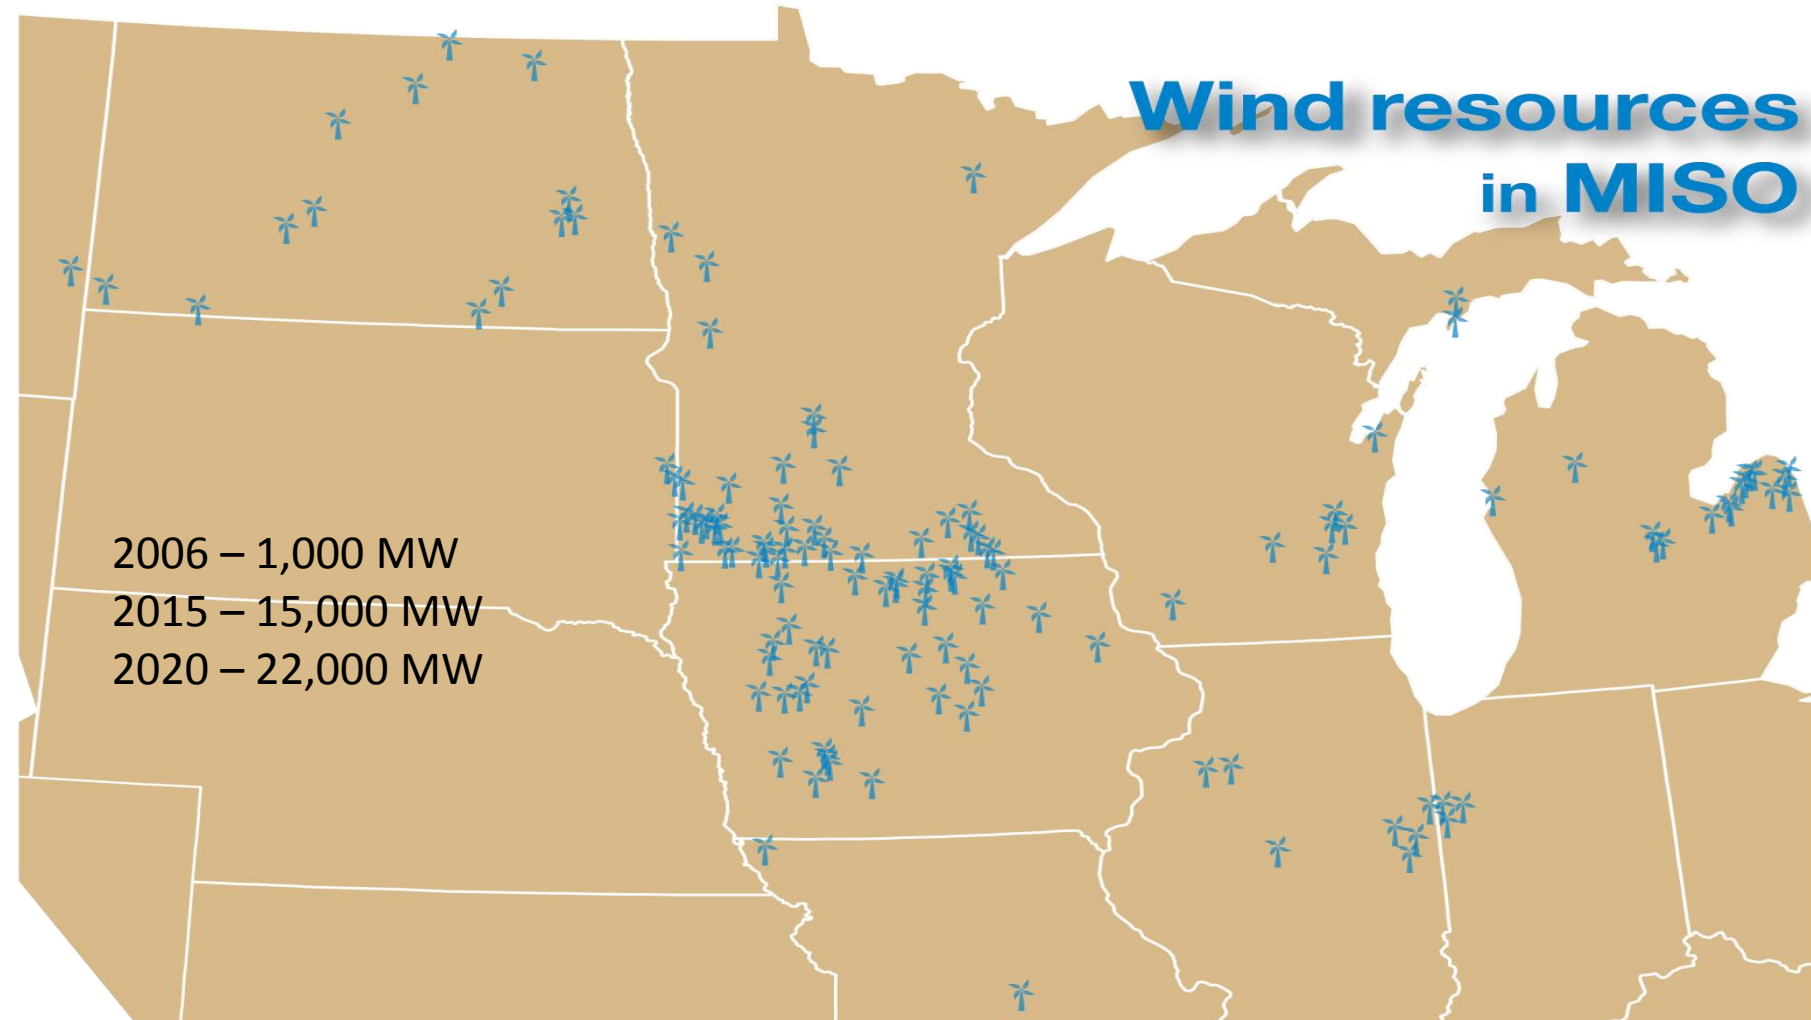 Wind resources
in MISO
2006 – 1,000 MW
2015 – 15,000 MW
2020 – 22,000 MW